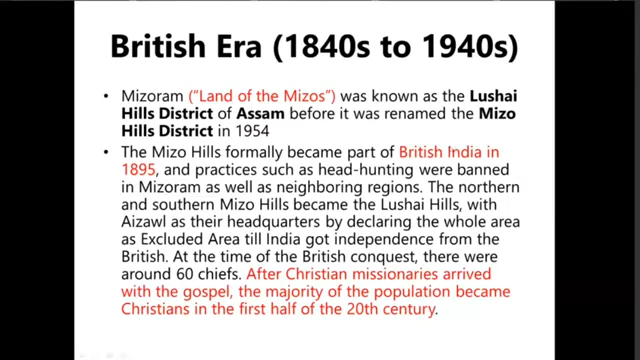 British Era (1840s to 1940s)
• Mizoram (“Land of the Mizos”) was known as the Lushai
Hills District of Assam before it was renamed the Mizo
Hills District in 1954
• The Mizo Hills formally became part of British India in
1895, and practices such as head-hunting were banned
in Mizoram as well as neighboring regions. The northern
and southern Mizo Hills became the Lushai Hills, with
Aizawl as their headquarters by declaring the whole area
as Excluded Area till India got independence from the
British. At the time of the British conquest, there were
around 60 chiefs. After Christian missionaries arrived
with the gospel, the majority of the population became
Christians in the first half of the 20th century.